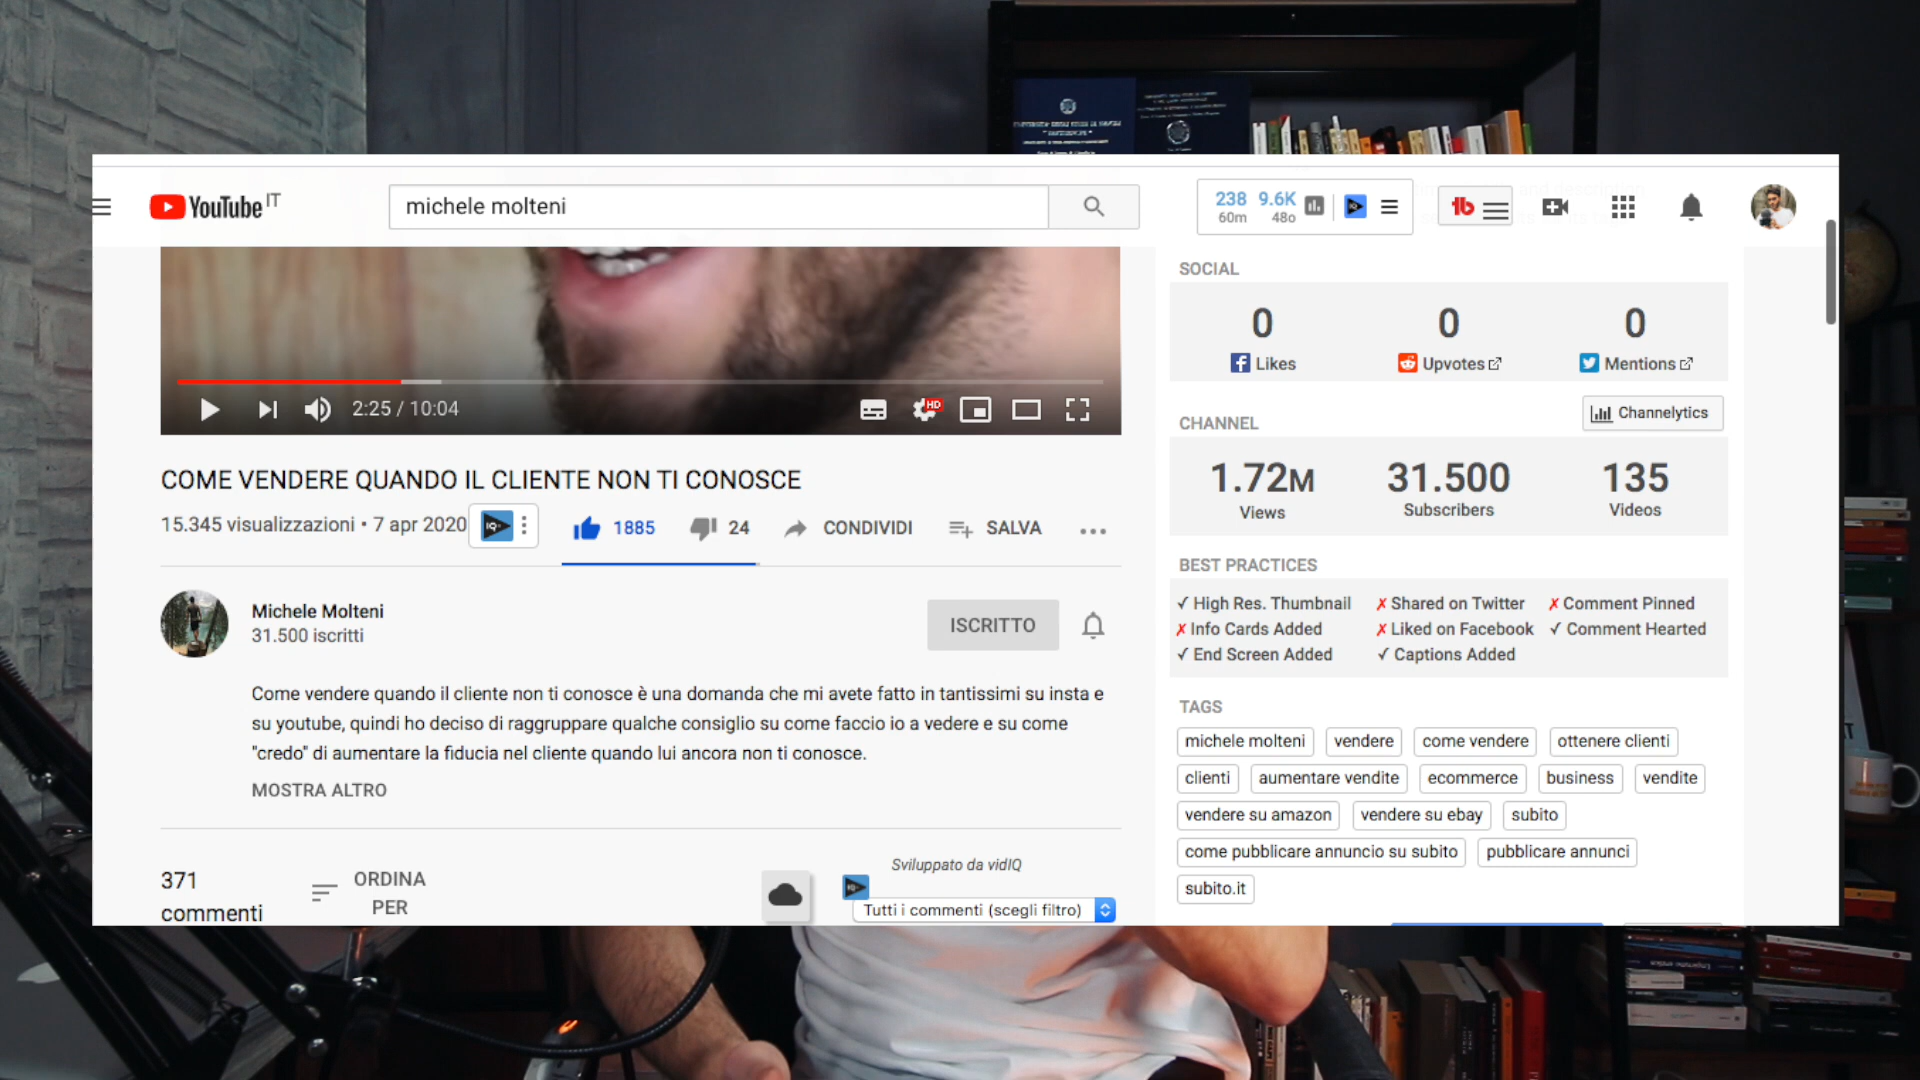 YouTube IT
michele molteni
238 9.6K
60m 48o
2:25 / 10:04
HD
COME VENDERE QUANDO IL CLIENTE NON TI CONOSCE
15.345 visualizzazioni • 7 apr 2020
IQ
1885
24
CONDIVIDI
SALVA
Michele Molteni
31.500 iscritti
ISCRITTO
Come vendere quando il cliente non ti conosce è una domanda che mi avete fatto in tantissimi su insta e
su youtube, quindi ho deciso di raggruppare qualche consiglio su come faccio io a vedere e su come
"credo" di aumentare la fiducia nel cliente quando lui ancora non ti conosce.
MOSTRA ALTRO
371
commenti
ORDINA
PER
Sviluppato da vidIQ
Tutti i commenti (scegli filtro)
SOCIAL
0 0 0
Likes Upvotes Mentions
CHANNEL
Channelytics
1.72M 31.500 135
Views Subscribers Videos
BEST PRACTICES
✓ High Res. Thumbnail ✗ Shared on Twitter ✗ Comment Pinned
✗ Info Cards Added ✗ Liked on Facebook ✓ Comment Hearted
✓ End Screen Added ✓ Captions Added
TAGS
michele molteni vendere come vendere ottenere clienti
clienti aumentare vendite ecommerce business vendite
vendere su amazon vendere su ebay subito
come pubblicare annuncio su subito pubblicare annunci
subito.it